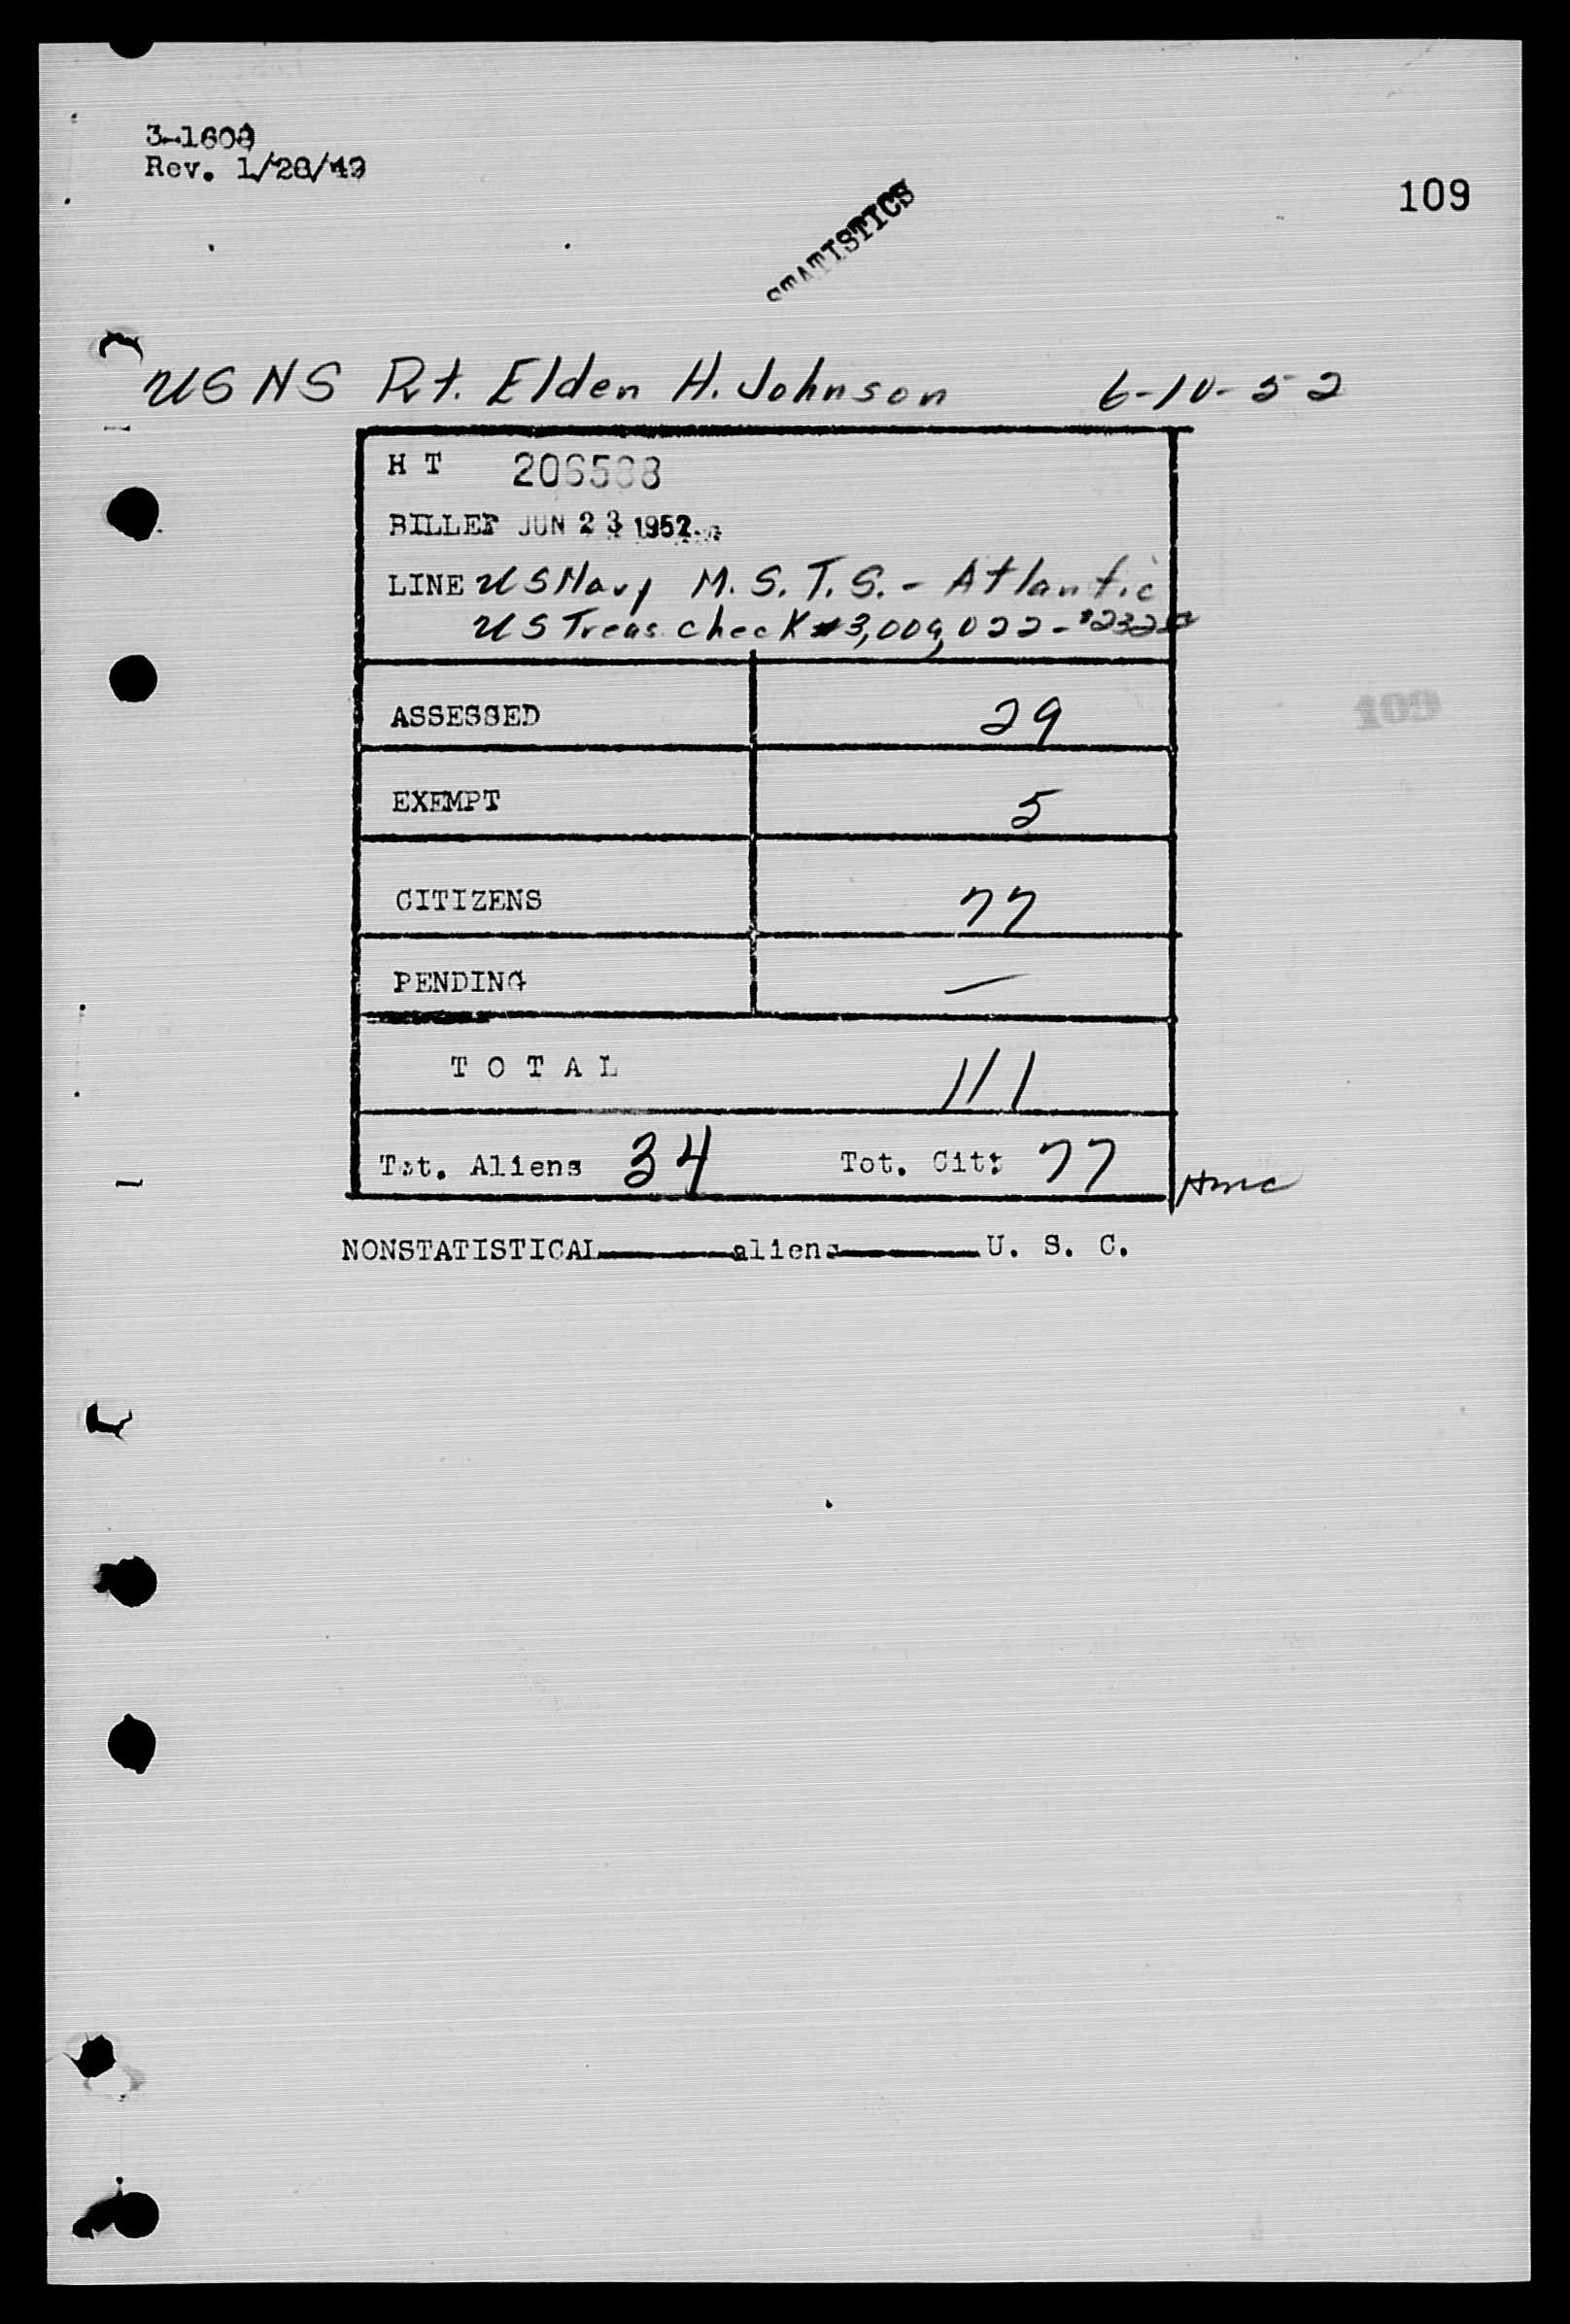 3-1608
Rev. 1/28/49
109
STATISTICS
USNS Pvt. Elden H. Johnson 6-10-52
H T 206588
BILLED JUN 23 1952
LINE US Navy M. S. T. S. - Atlantic
US Treas. check #3,009,022 - $232
ASSESSED 29
EXEMPT 5
CITIZENS 77
PENDING —
T O T A L 111
Tot. Aliens 34 Tot. Cit: 77
NONSTATISTICAL aliens U. S. C.